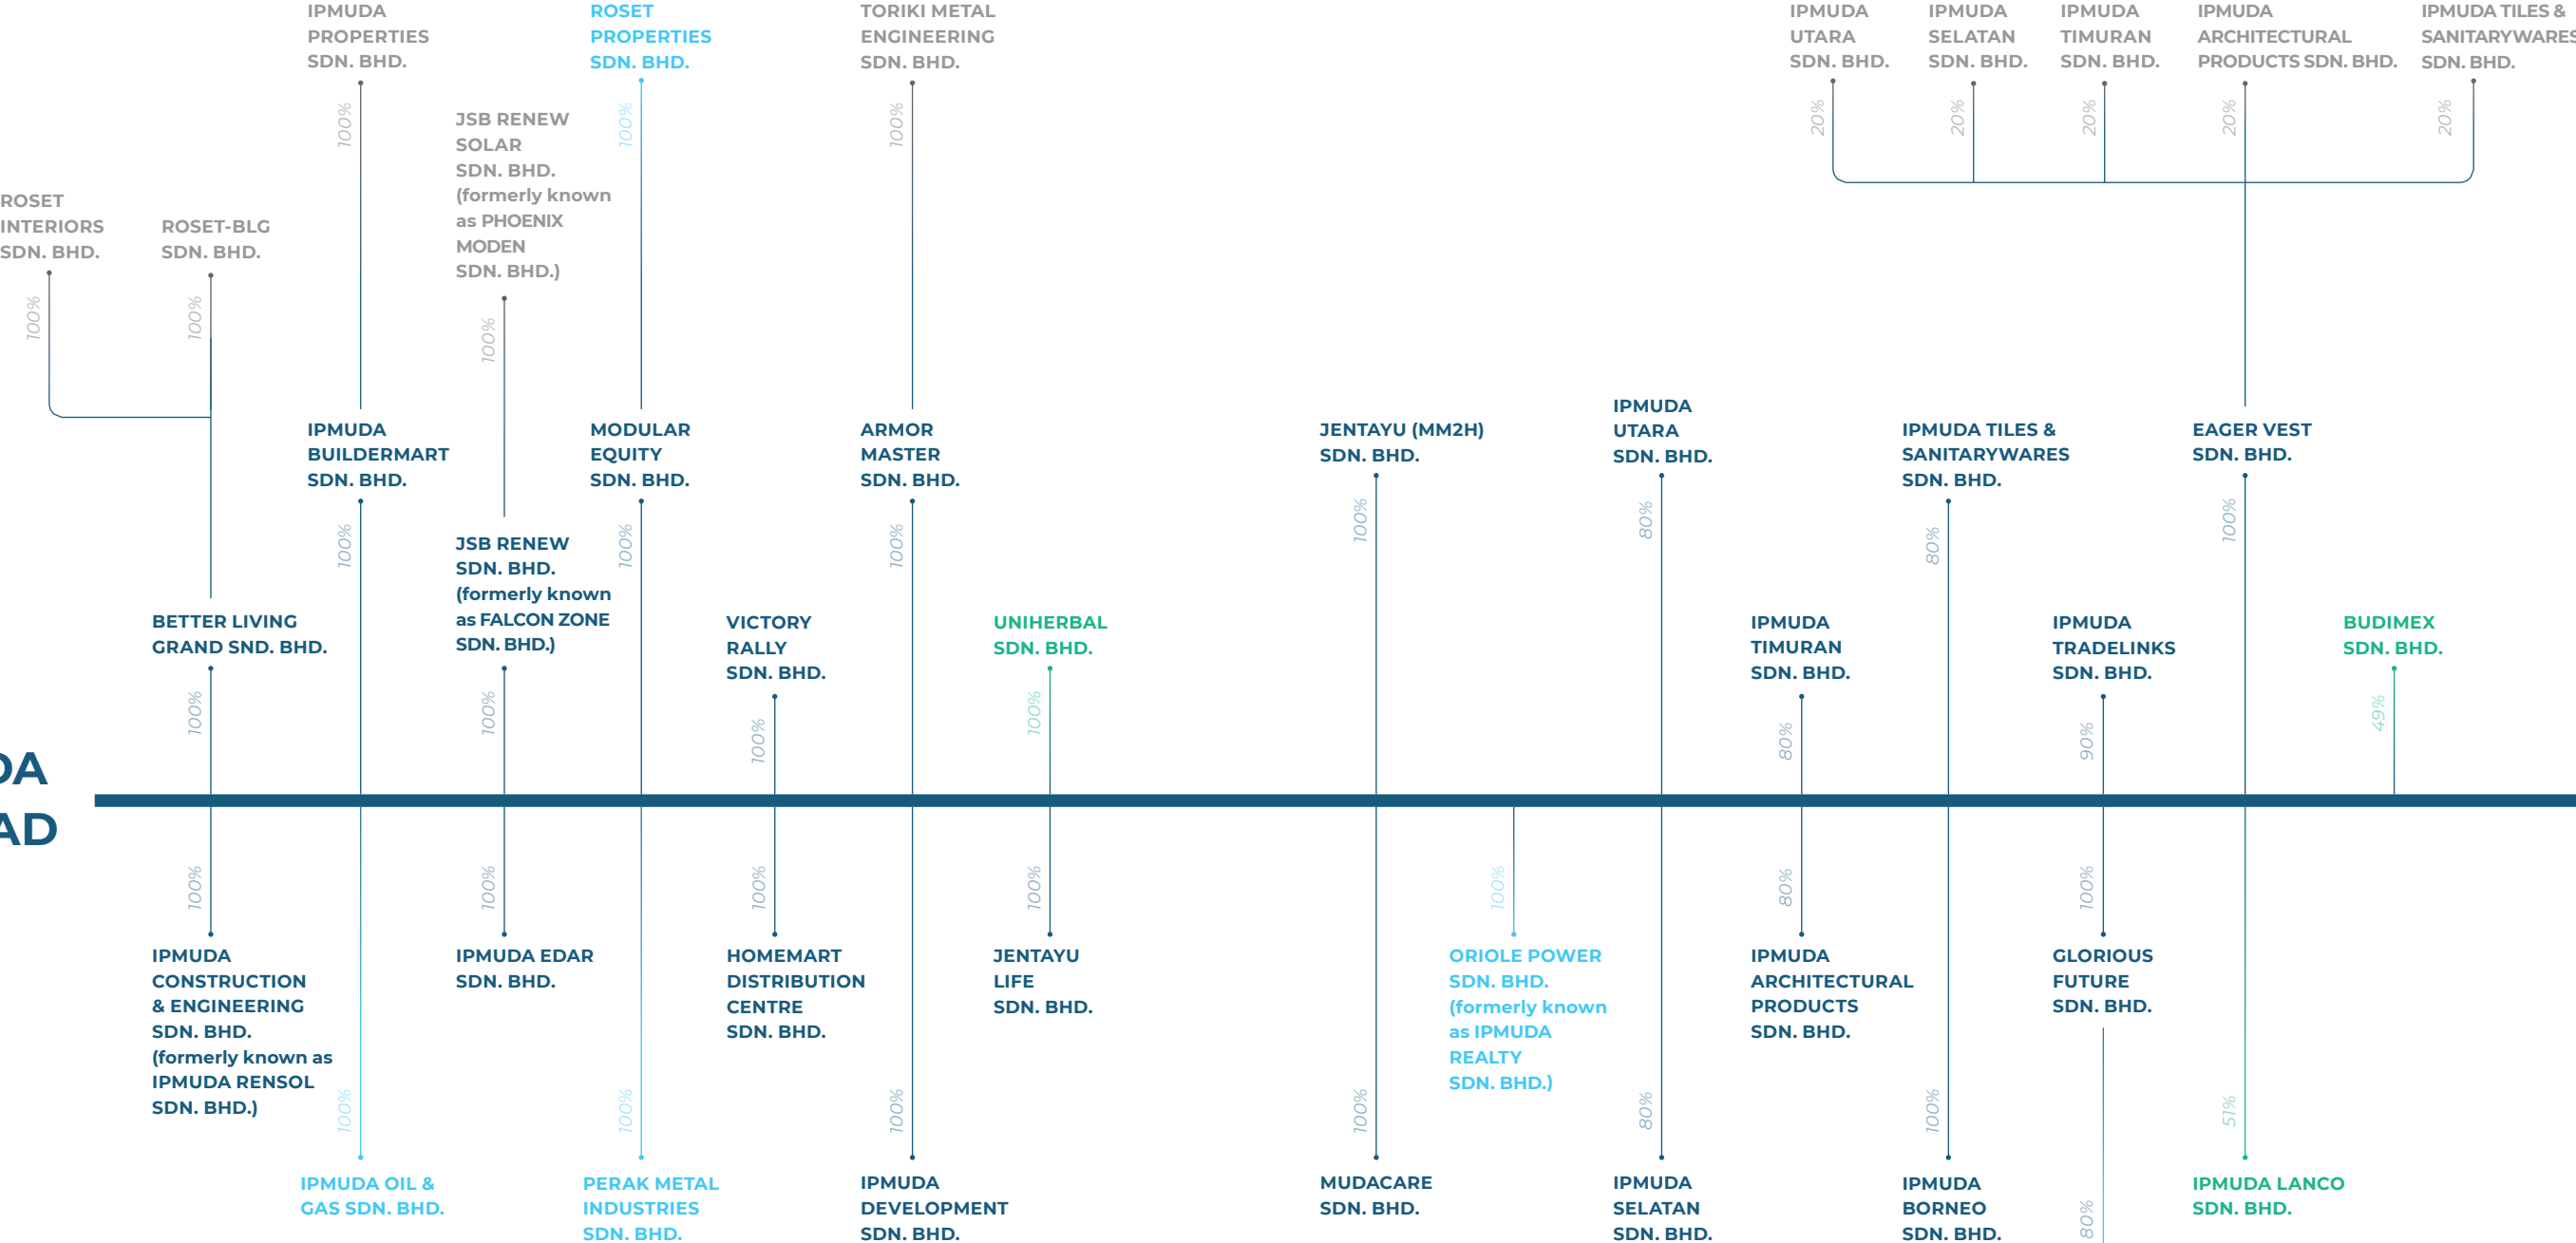 IPMUDA
PROPERTIES
SDN. BHD.
100%
ROSET
PROPERTIES
SDN. BHD.
100%
TORIKI METAL
ENGINEERING
SDN. BHD.
100%
IPMUDA
UTARA
SDN. BHD.
20%
IPMUDA
SELATAN
SDN. BHD.
20%
IPMUDA
TIMURAN
SDN. BHD.
20%
IPMUDA
ARCHITECTURAL
PRODUCTS SDN. BHD.
20%
IPMUDA TILES &
SANITARYWARES
SDN. BHD.
20%
JSB RENEW
SOLAR
SDN. BHD.
(formerly known
as PHOENIX
MODEN
SDN. BHD.)
100%
ROSET
INTERIORS
SDN. BHD.
100%
ROSET-BLG
SDN. BHD.
100%
IPMUDA
BUILDERMART
SDN. BHD.
100%
MODULAR
EQUITY
SDN. BHD.
100%
ARMOR
MASTER
SDN. BHD.
100%
JENTAYU (MM2H)
SDN. BHD.
100%
IPMUDA
UTARA
SDN. BHD.
80%
IPMUDA TILES &
SANITARYWARES
SDN. BHD.
80%
EAGER VEST
SDN. BHD.
100%
JSB RENEW
SDN. BHD.
(formerly known
as FALCON ZONE
SDN. BHD.)
100%
BETTER LIVING
GRAND SND. BHD.
100%
VICTORY
RALLY
SDN. BHD.
100%
UNIHERBAL
SDN. BHD.
100%
IPMUDA
TIMURAN
SDN. BHD.
80%
IPMUDA
TRADELINKS
SDN. BHD.
90%
BUDIMEX
SDN. BHD.
49%
DA
AD
100%
IPMUDA
CONSTRUCTION
& ENGINEERING
SDN. BHD.
(formerly known as
IPMUDA RENSOL
SDN. BHD.)
100%
IPMUDA EDAR
SDN. BHD.
100%
HOMEMART
DISTRIBUTION
CENTRE
SDN. BHD.
100%
JENTAYU
LIFE
SDN. BHD.
100%
ORIOLE POWER
SDN. BHD.
(formerly known
as IPMUDA
REALTY
SDN. BHD.)
80%
IPMUDA
ARCHITECTURAL
PRODUCTS
SDN. BHD.
100%
GLORIOUS
FUTURE
SDN. BHD.
80%
100%
IPMUDA OIL &
GAS SDN. BHD.
100%
PERAK METAL
INDUSTRIES
SDN. BHD.
100%
IPMUDA
DEVELOPMENT
SDN. BHD.
100%
MUDACARE
SDN. BHD.
80%
IPMUDA
SELATAN
SDN. BHD.
100%
IPMUDA
BORNEO
SDN. BHD.
51%
IPMUDA LANCO
SDN. BHD.